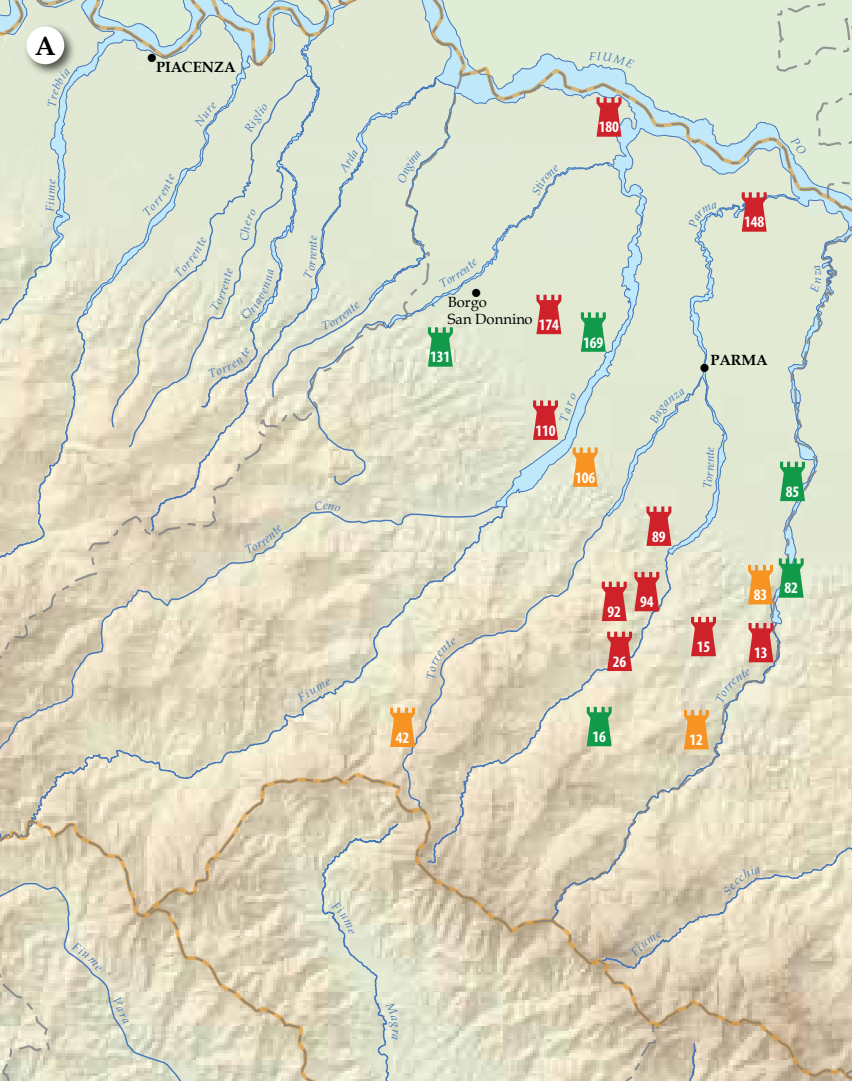 A
PIACENZA
FIUME
PO
Trebbia
Fiume
Nure
Torrente
Riglio
Torrente
Chero
Torrente
Chiavenna
Torrente
Arda
Torrente
Ongina
Torrente
Stirone
Torrente
180
Parma
148
Enza
Borgo
San Donnino
174
169
131
PARMA
110
Taro
Baganza
106
Torrente
85
Ceno
Torrente
89
83
82
94
92
15
13
26
Torrente
Fiume
Torrente
42
16
12
Secchia
Fiume
Fiume
Fiume
Vara
Magra